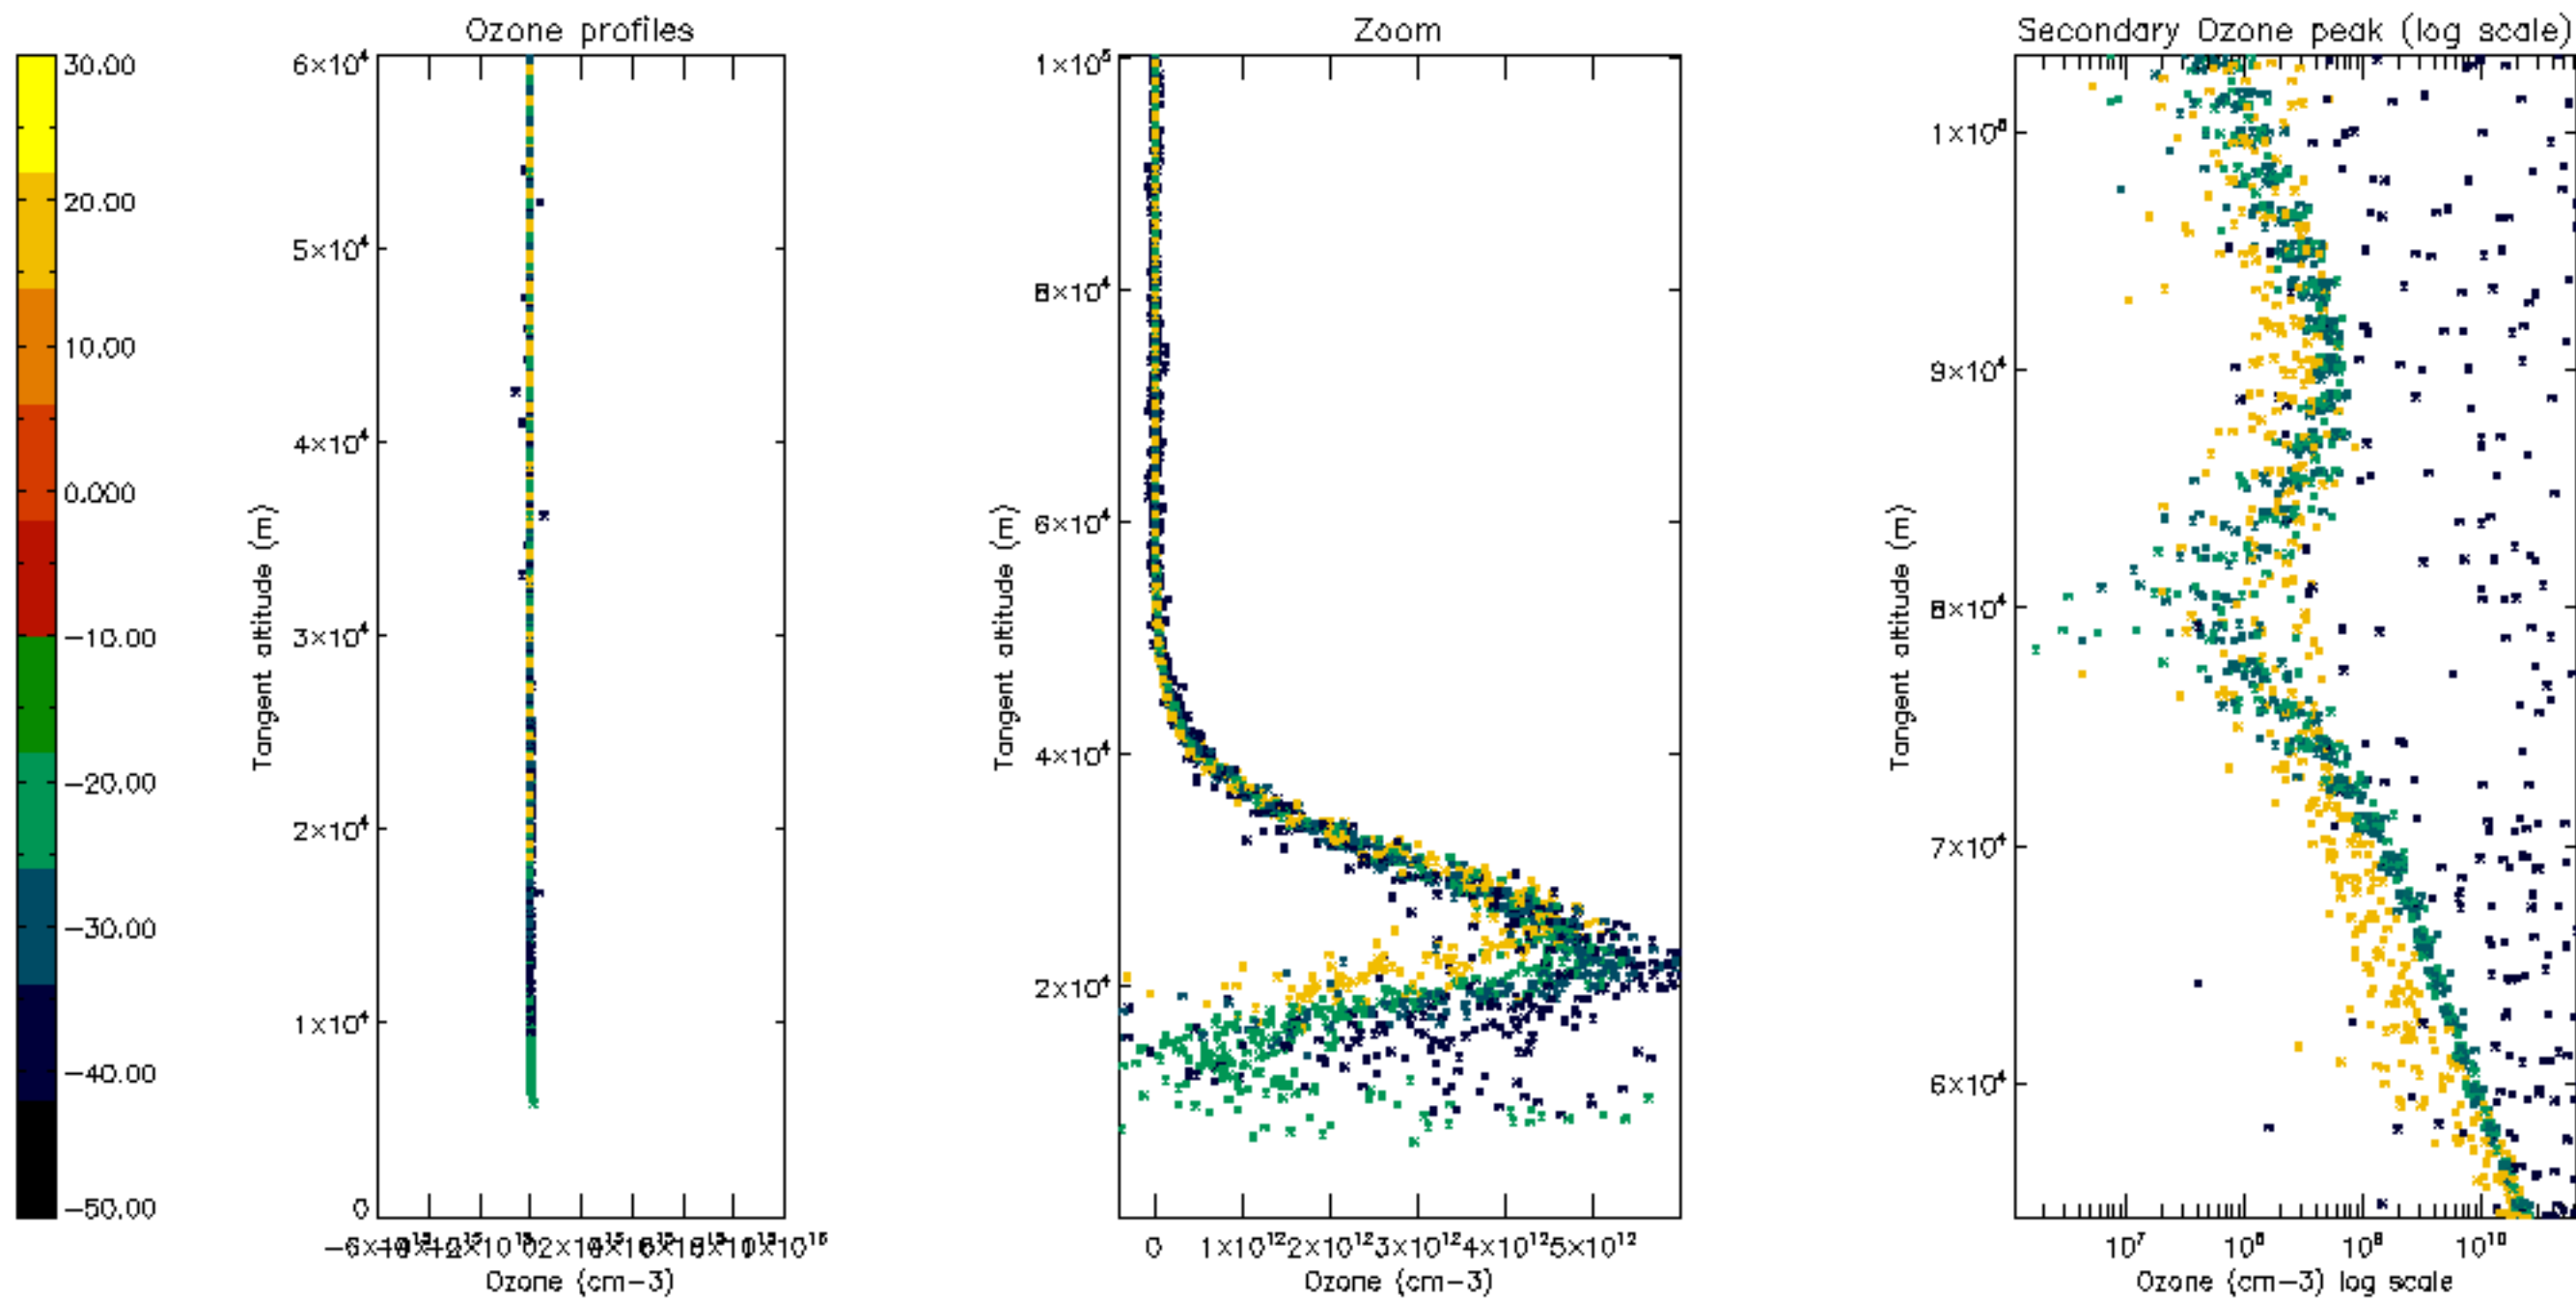 Ozone profiles
Zoom
Secondary Ozone peak (log scale)
30.00
20.00
10.00
0.000
−10.00
−20.00
−30.00
−40.00
−50.00
Tangent altitude (m)
6×10⁴
5×10⁴
4×10⁴
3×10⁴
2×10⁴
1×10⁴
0
Ozone (cm−3)
Tangent altitude (m)
1×10⁵
8×10⁴
6×10⁴
4×10⁴
2×10⁴
0 1×10¹² 2×10¹² 3×10¹² 4×10¹² 5×10¹²
Ozone (cm−3)
Tangent altitude (m)
9×10⁴
8×10⁴
7×10⁴
6×10⁴
10⁷ 10⁸ 10⁹ 10¹⁰
Ozone (cm−3) log scale